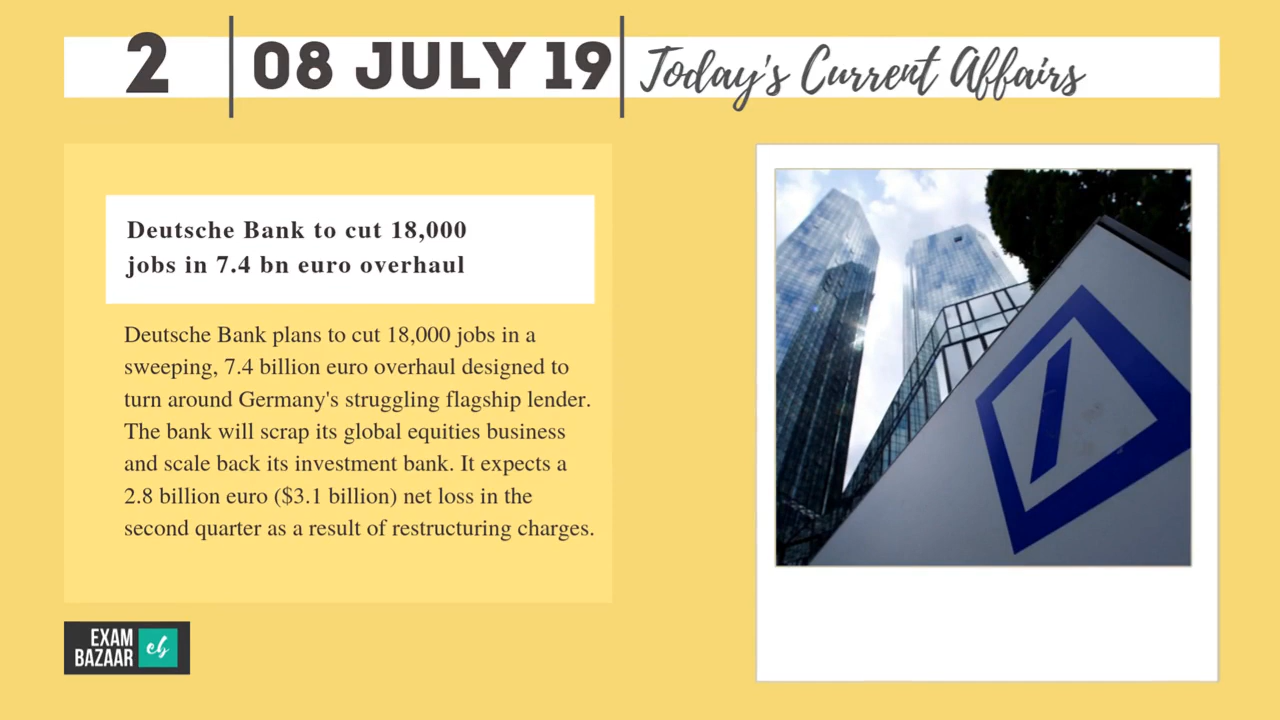 2
08 JULY 19
Today's Current Affairs
Deutsche Bank to cut 18,000
jobs in 7.4 bn euro overhaul
Deutsche Bank plans to cut 18,000 jobs in a
sweeping, 7.4 billion euro overhaul designed to
turn around Germany's struggling flagship lender.
The bank will scrap its global equities business
and scale back its investment bank. It expects a
2.8 billion euro ($3.1 billion) net loss in the
second quarter as a result of restructuring charges.
EXAM
BAZAAR
eb